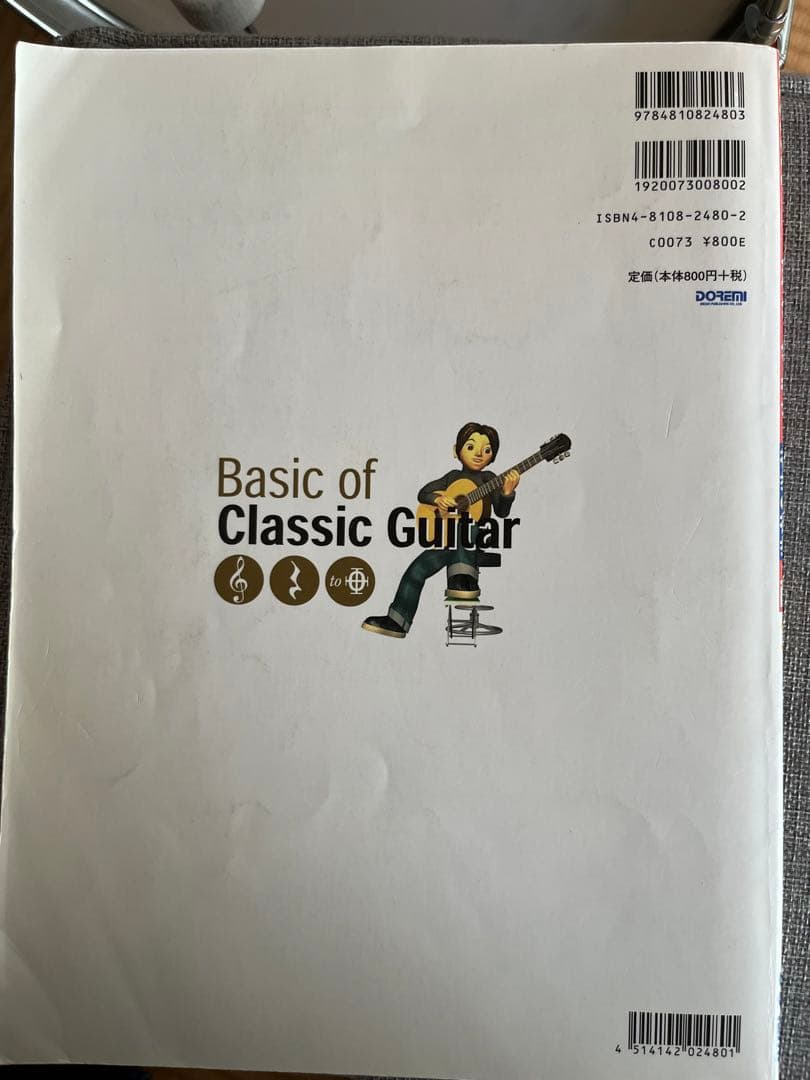 9784810824803
1920073008002
ISBN4-8108-2480-2
C0073 ¥800E
定価(本体800円+税)
DOREMI
Basic of
Classic Guitar
to
4 514142 024801